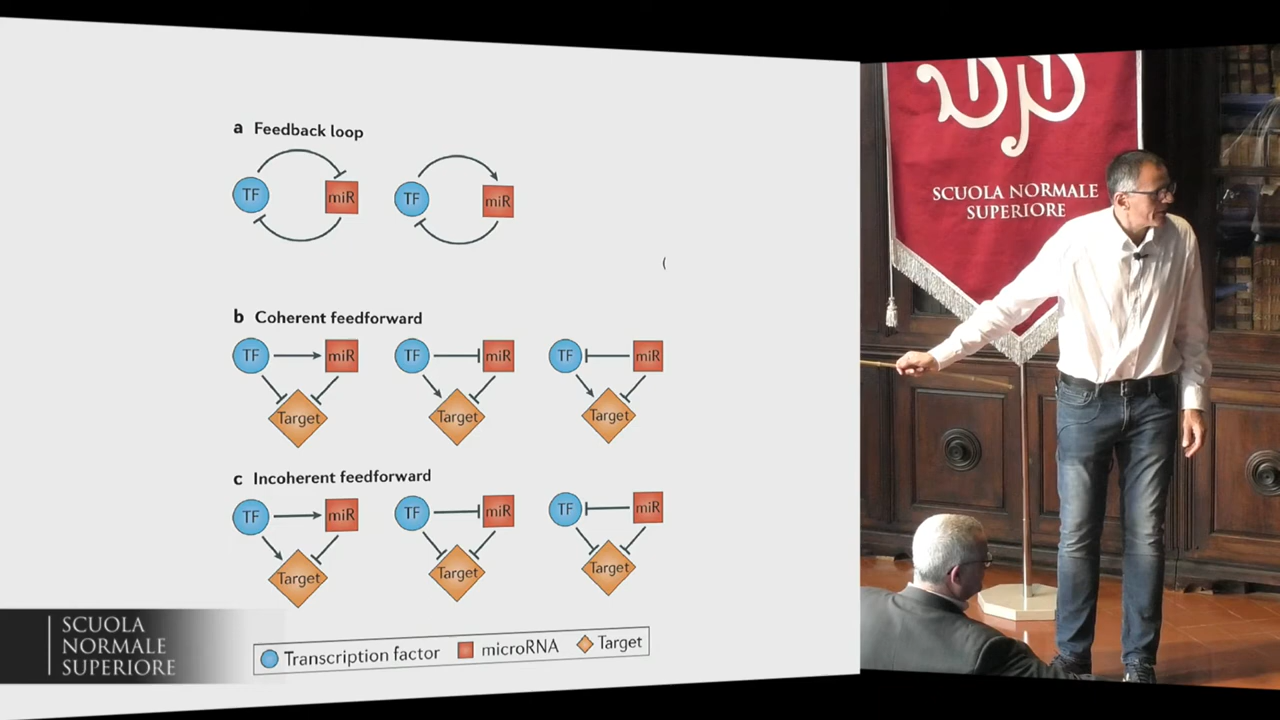 a Feedback loop
TF miR TF miR
(
b Coherent feedforward
TF miR TF miR TF miR
Target Target Target
c Incoherent feedforward
TF miR TF miR TF miR
Target Target Target
Transcription factor microRNA Target
SCUOLA
NORMALE
SUPERIORE
SCUOLA NORMALE
SUPERIORE